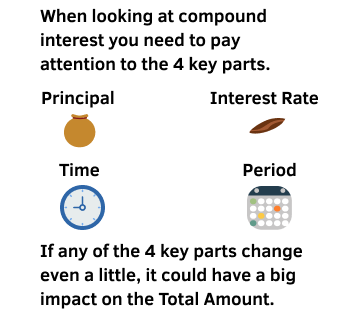 When looking at compound
interest you need to pay
attention to the 4 key parts.
Principal
Interest Rate
Time
Period
If any of the 4 key parts change
even a little, it could have a big
impact on the Total Amount.